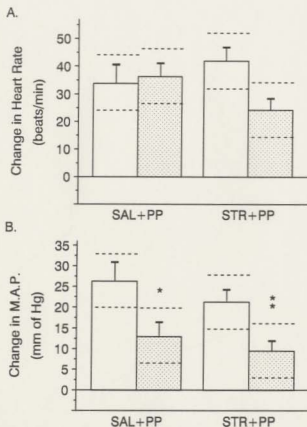 A.
Change in Heart Rate
(beats/min)
50
40
30
20
10
0
SAL+PP STR+PP
B.
Change in M.A.P.
(mm of Hg)
35
30
25
20
15
10
5
0
*
*
*
SAL+PP STR+PP